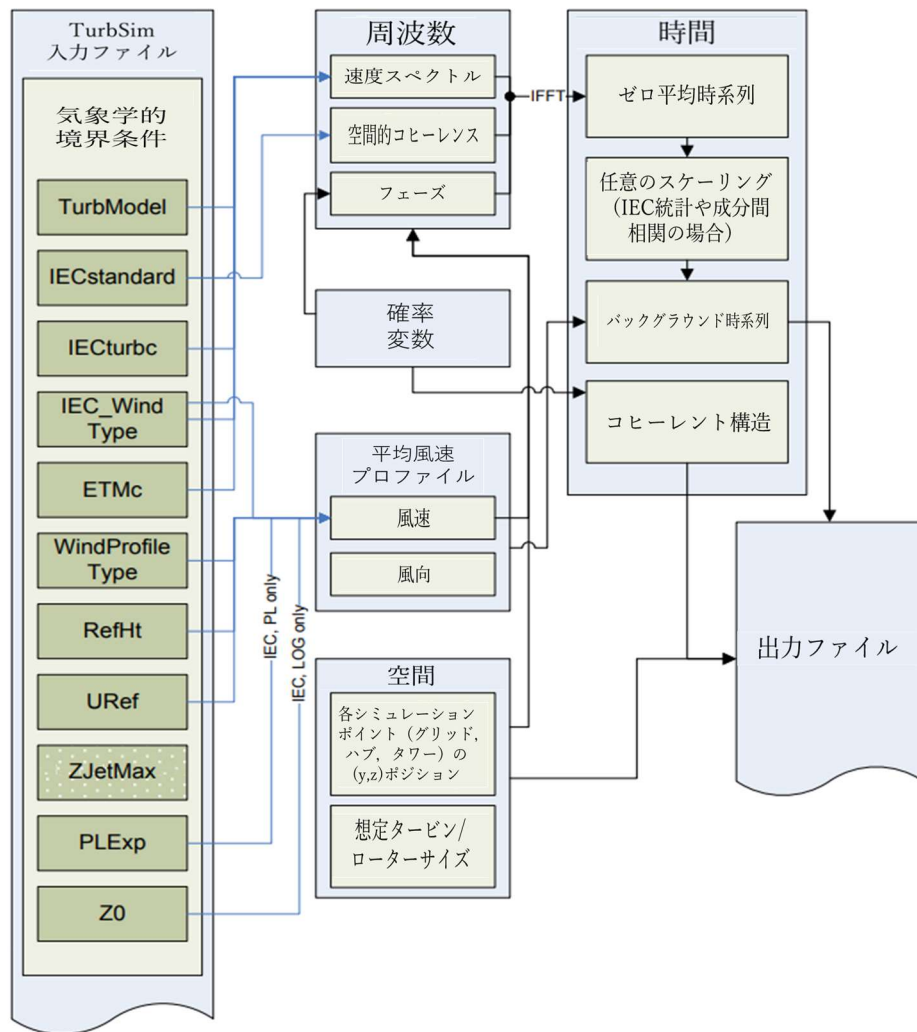 TurbSim
入力ファイル
気象学的
境界条件
TurbModel
IECstandard
IECturbc
IEC_Wind
Type
ETMc
WindProfile
Type
RefHt
URef
ZJetMax
PLExp
Z0
周波数
速度スペクトル
空間的コヒーレンス
フェーズ
IFFT
確率
変数
平均風速
プロファイル
風速
風向
IEC, PL only
IEC, LOG only
空間
各シミュレーション
ポイント（グリッド,
ハブ, タワー）の
(y,z)ポジション
想定タービン/
ローターサイズ
時間
ゼロ平均時系列
任意のスケーリング
（IEC統計や成分間
相関の場合）
バックグラウンド時系列
コヒーレント構造
出力ファイル